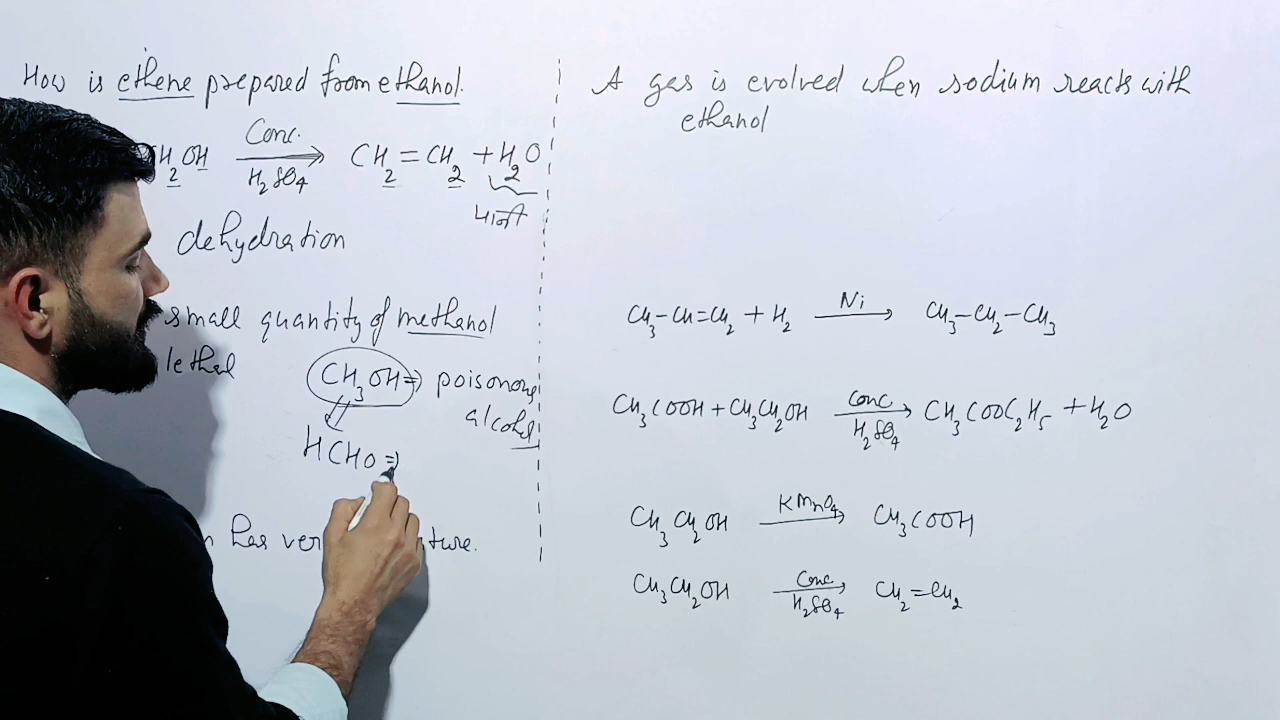 How is ethene prepared from ethanol.
H₂OH Conc. H₂SO₄ → CH₂=CH₂ + H₂O
dehydration
small quantity of methanol
lethal
CH₃OH ⇒ poisonous
alcohol
HCHO ⇒
has ture.
A gas is evolved when sodium reacts with
ethanol
CH₃-CH=CH₂ + H₂ Ni → CH₃-CH₂-CH₃
CH₃COOH + CH₃CH₂OH Conc H₂SO₄ → CH₃COOC₂H₅ + H₂O
CH₃CH₂OH KMnO₄ → CH₃COOH
CH₃CH₂OH Conc. H₂SO₄ → CH₂=CH₂